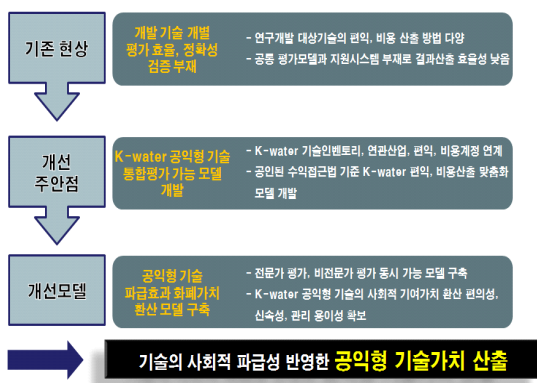 기존 현상
개발 기술 개별
평가 효율, 정확성
검증 부재
- 연구개발 대상기술의 편익, 비용 산출 방법 다양
- 공통 평가모델과 지원시스템 부재로 결과산출 효율성 낮음
개선
주안점
K-water 공익형 기술
통합평가 가능 모델
개발
- K-water 기술인벤토리, 연관산업, 편익, 비용계정 연계
- 공인된 수익접근법 기준 K-water 편익, 비용산출 맞춤화
모델 개발
개선모델
공익형 기술
파급효과 화폐가치
환산 모델 구축
- 전문가 평가, 비전문가 평가 동시 가능 모델 구축
- K-water 공익형 기술의 사회적 기여가치 환산 편의성,
신속성, 관리 용이성 확보
기술의 사회적 파급성 반영한 공익형 기술가치 산출